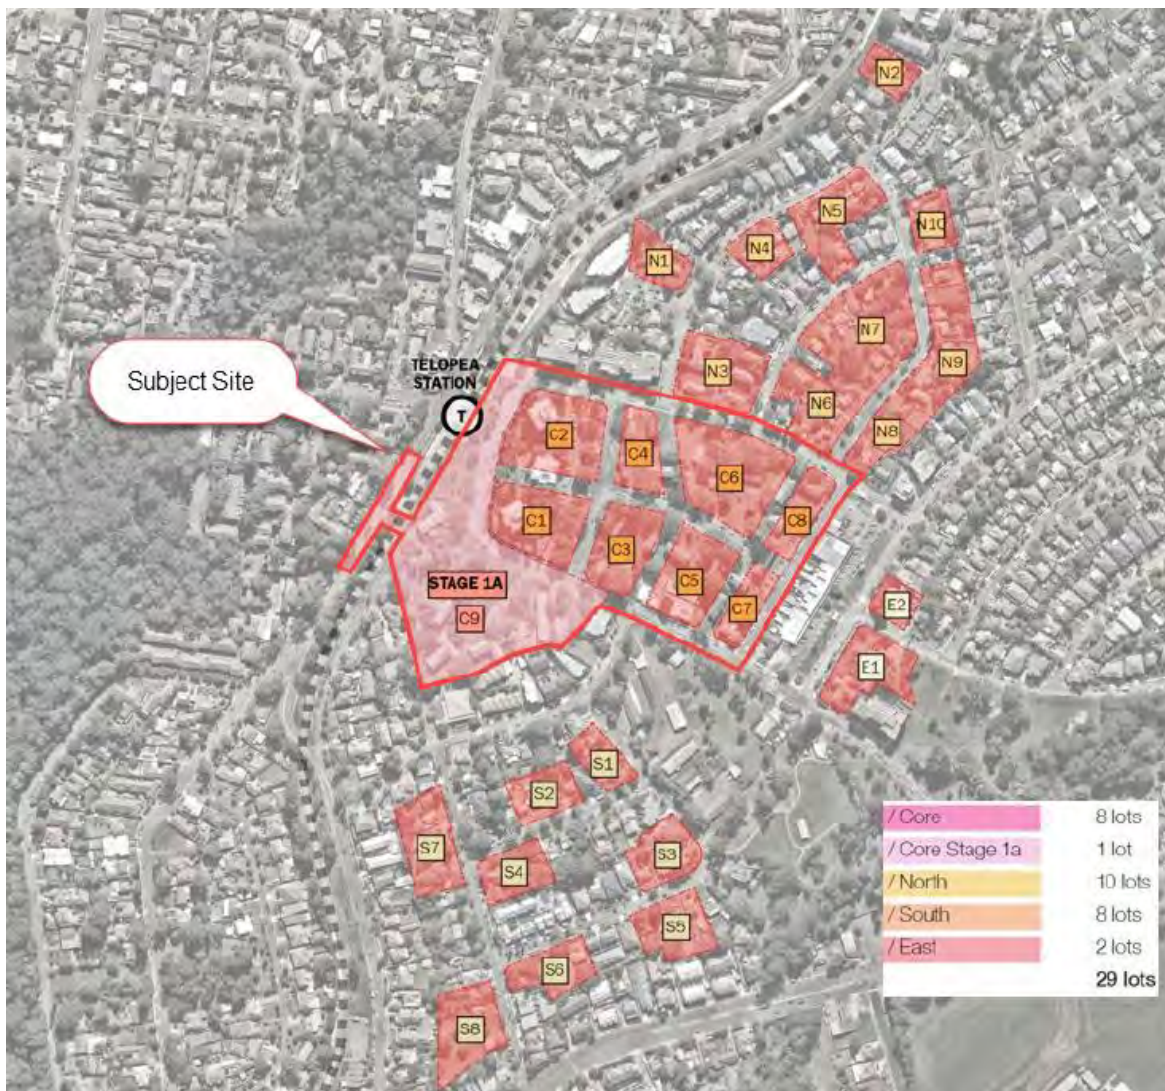 N2
N5
N10
N4
N1
N7
N9
N3
N6
N8
Subject Site
TELOPEA
STATION
T
C2
C4
C6
C8
C1
C3
C5
C7
STAGE 1A
C9
E2
E1
S1
S2
S7
S4
S3
S5
S6
S8
/ Core 8 lots
/ Core Stage 1a 1 lot
/ North 10 lots
/ South 8 lots
/ East 2 lots
29 lots